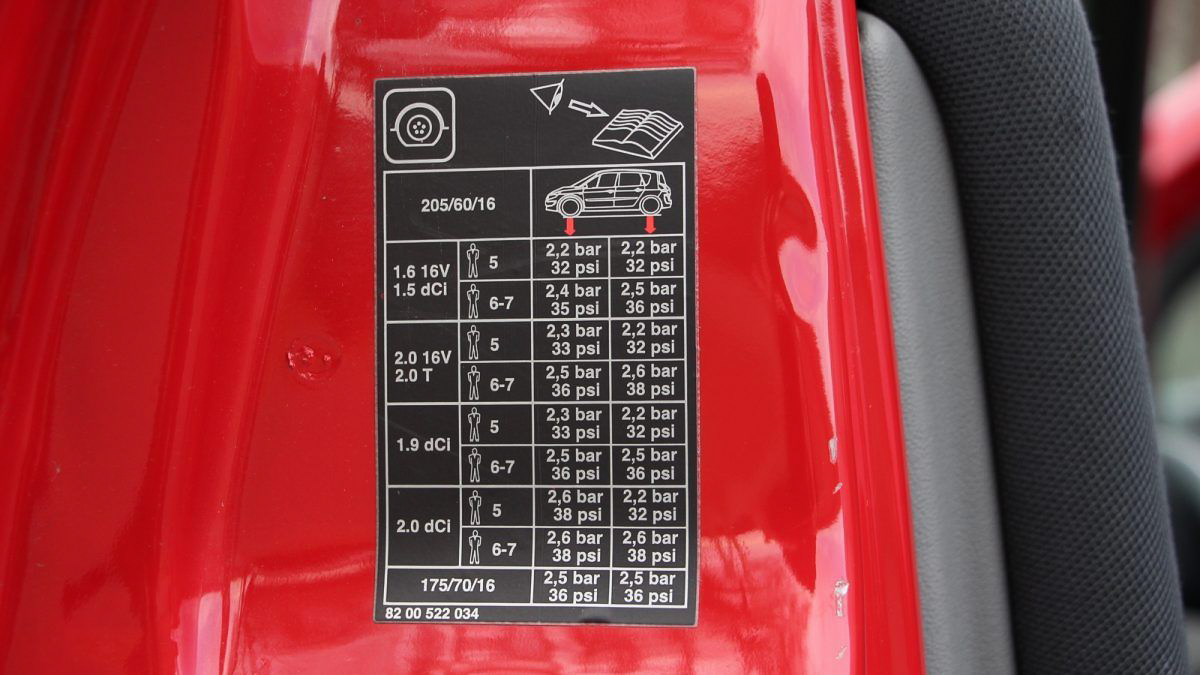 205/60/16
1.6 16V
1.5 dCi
5
2,2 bar
32 psi
2,2 bar
32 psi
6-7
2,4 bar
35 psi
2,5 bar
36 psi
2.0 16V
2.0 T
5
2,3 bar
33 psi
2,2 bar
32 psi
6-7
2,5 bar
36 psi
2,6 bar
38 psi
1.9 dCi
5
2,3 bar
33 psi
2,2 bar
32 psi
6-7
2,5 bar
36 psi
2,5 bar
36 psi
2.0 dCi
5
2,6 bar
38 psi
2,2 bar
32 psi
6-7
2,6 bar
38 psi
2,6 bar
38 psi
175/70/16
2,5 bar
36 psi
2,5 bar
36 psi
82 00 522 034